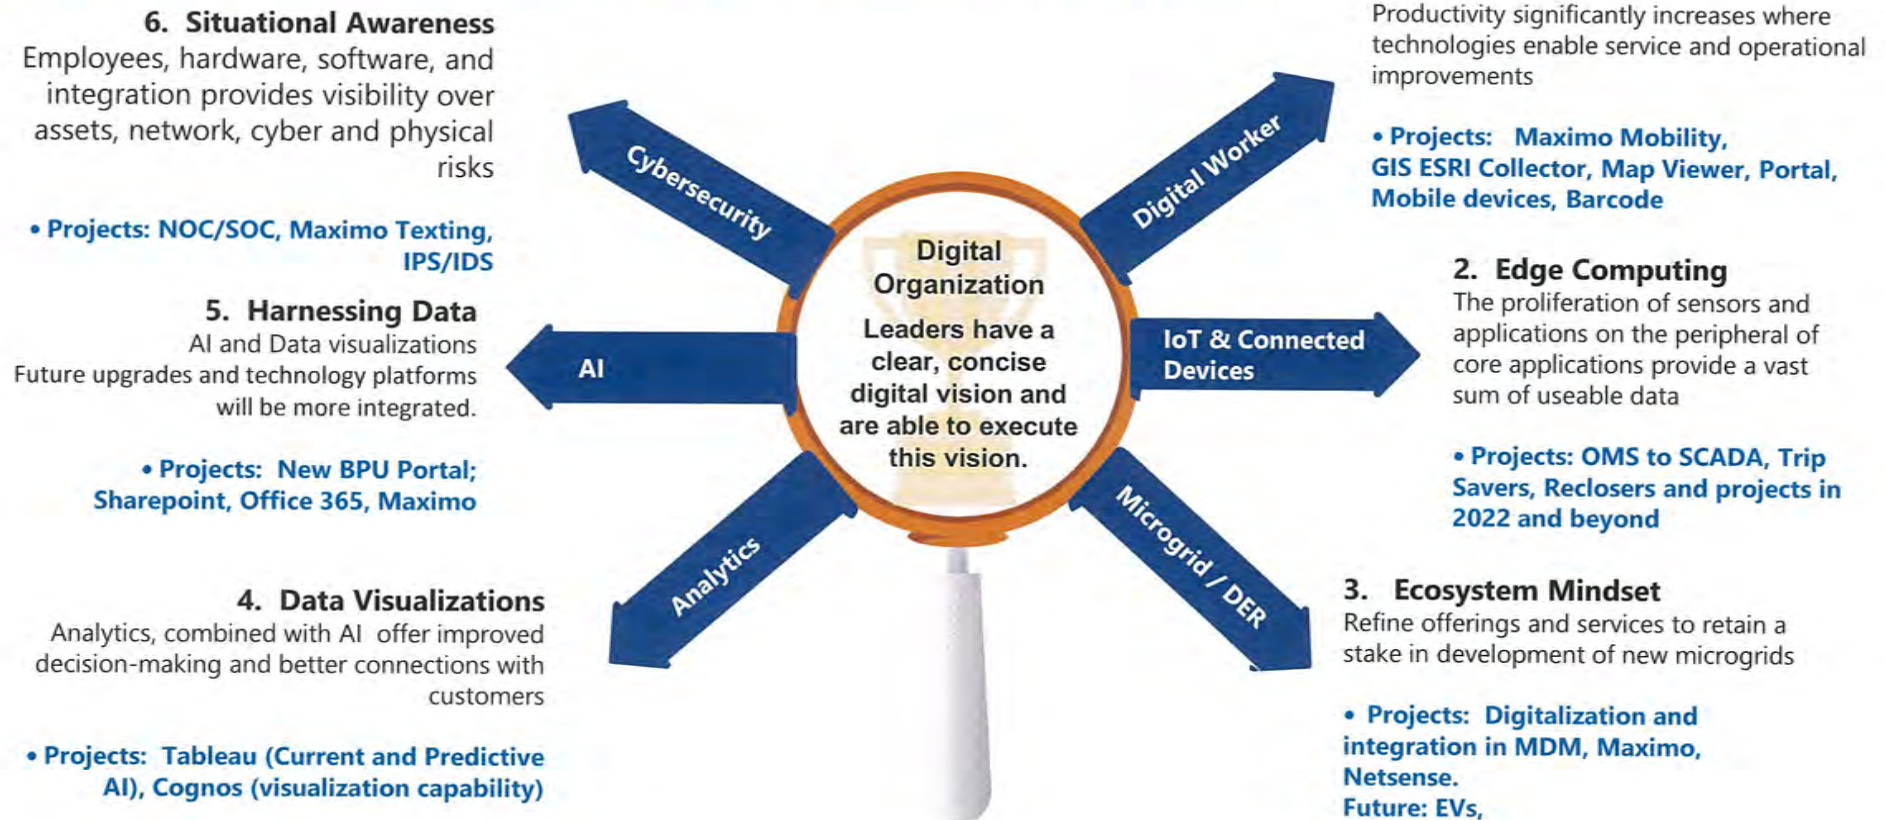 6. Situational Awareness
Employees, hardware, software, and
integration provides visibility over
assets, network, cyber and physical
risks
• Projects: NOC/SOC, Maximo Texting,
IPS/IDS
5. Harnessing Data
AI and Data visualizations
Future upgrades and technology platforms
will be more integrated.
• Projects: New BPU Portal;
Sharepoint, Office 365, Maximo
4. Data Visualizations
Analytics, combined with AI offer improved
decision-making and better connections with
customers
• Projects: Tableau (Current and Predictive
AI), Cognos (visualization capability)
Cybersecurity
AI
Analytics
Digital
Organization
Leaders have a
clear, concise
digital vision and
are able to execute
this vision.
Digital Worker
IoT & Connected
Devices
Microgrid / DER
Productivity significantly increases where
technologies enable service and operational
improvements
• Projects: Maximo Mobility,
GIS ESRI Collector, Map Viewer, Portal,
Mobile devices, Barcode
2. Edge Computing
The proliferation of sensors and
applications on the peripheral of
core applications provide a vast
sum of useable data
• Projects: OMS to SCADA, Trip
Savers, Reclosers and projects in
2022 and beyond
3. Ecosystem Mindset
Refine offerings and services to retain a
stake in development of new microgrids
• Projects: Digitalization and
integration in MDM, Maximo,
Netsense.
Future: EVs,